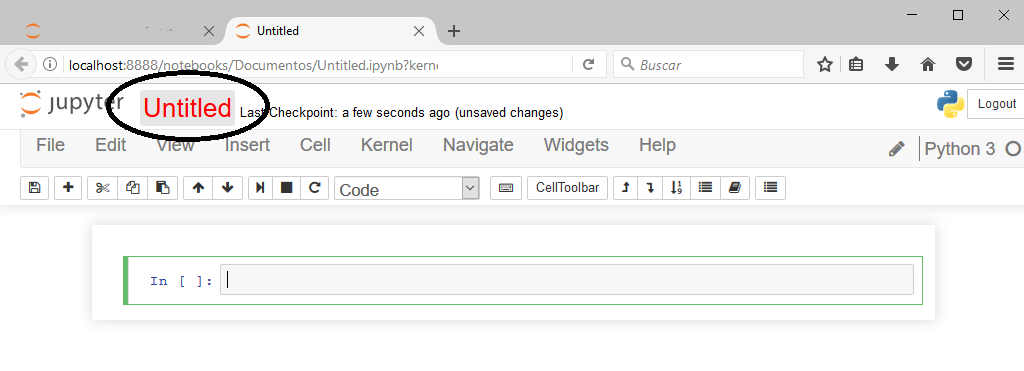 Untitled
localhost:8888/notebooks/Documentos/Untitled.ipynb?kerne
Buscar
jupyter Untitled Last Checkpoint: a few seconds ago (unsaved changes)
Logout
File Edit View Insert Cell Kernel Navigate Widgets Help Python 3
Code CellToolbar
In [ ]: